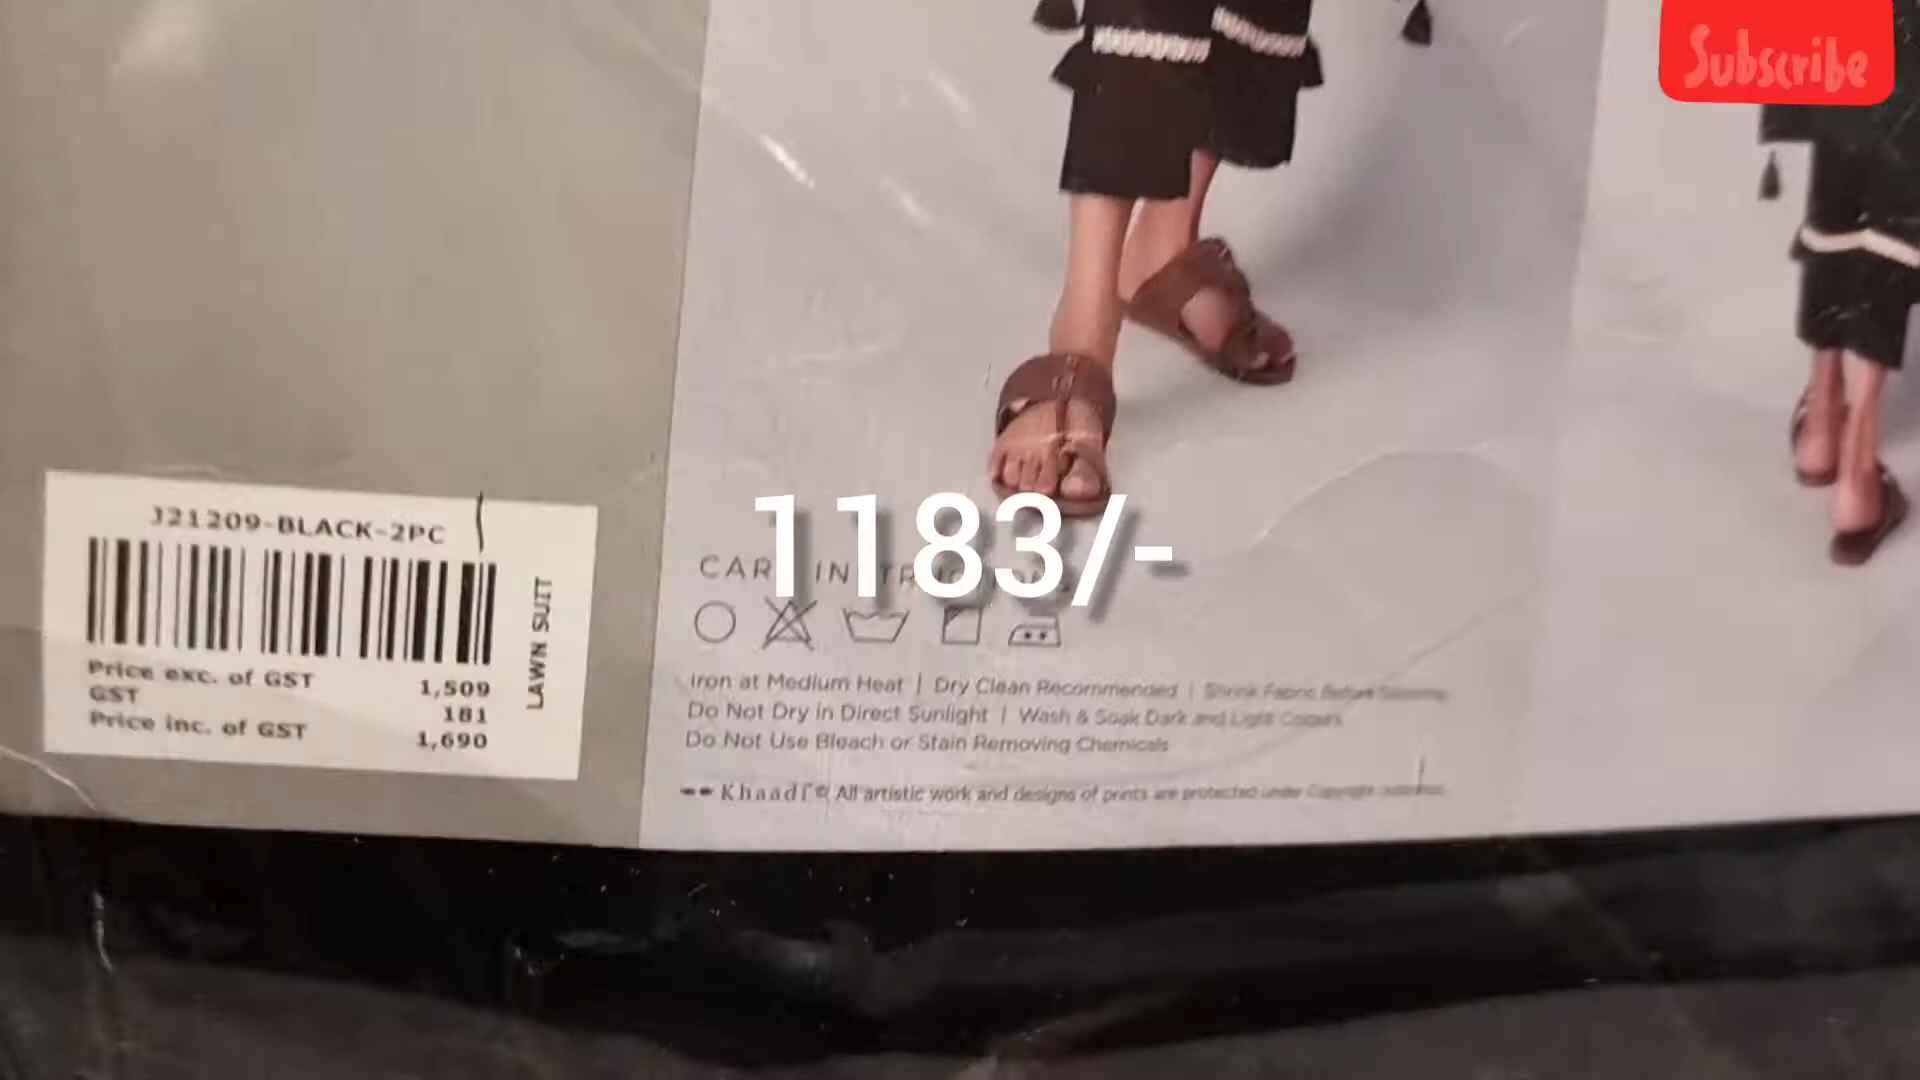 Subscribe
J21209-BLACK-2PC
LAWN SUIT
Price exc. of GST 1,509
GST 181
Price inc. of GST 1,690
1183/-
CARE INSTRUCTIONS
Iron at Medium Heat | Dry Clean Recommended | Shrink Fabric Before
Do Not Dry in Direct Sunlight | Wash & Soak Dark and Light Colours
Do Not Use Bleach or Stain Removing Chemicals
Khaadi © All artistic work and designs of prints are protected under Copyright